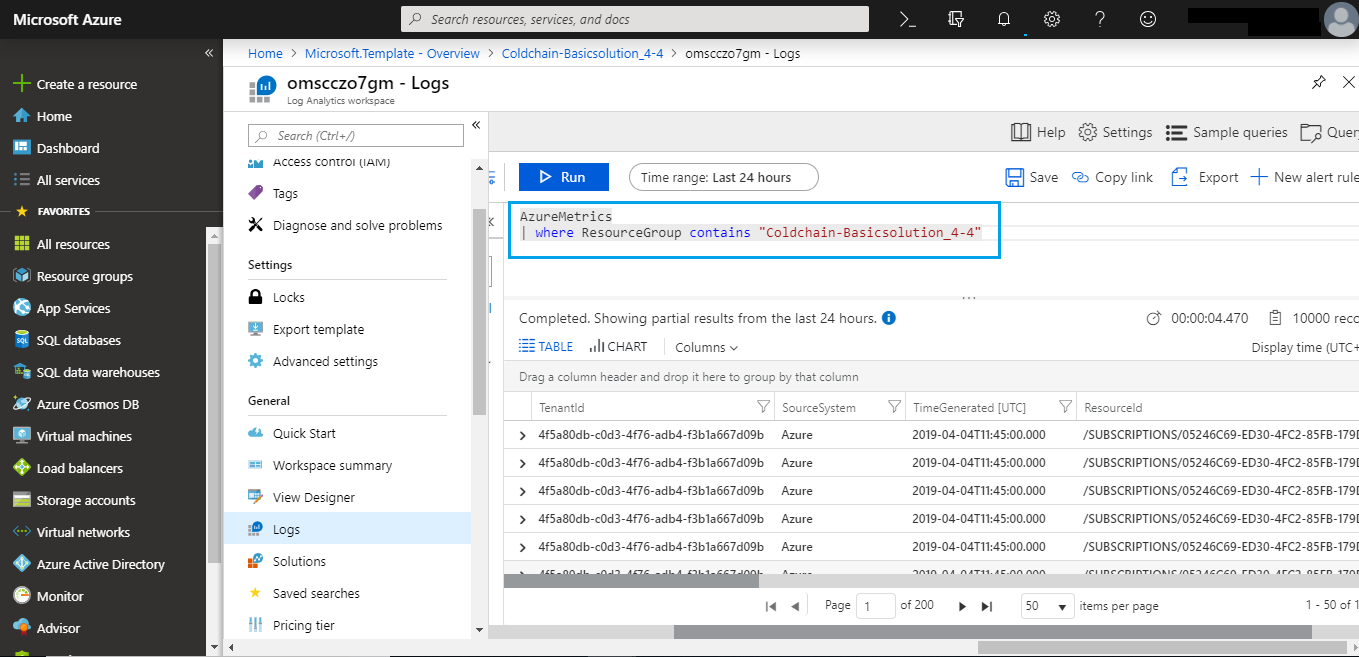 Microsoft Azure
Search resources, services, and docs
Home > Microsoft.Template - Overview > Coldchain-Basicsolution_4-4 > omscczo7gm - Logs
Create a resource
Home
Dashboard
All services
FAVORITES
All resources
Resource groups
App Services
SQL databases
SQL data warehouses
Azure Cosmos DB
Virtual machines
Load balancers
Storage accounts
Virtual networks
Azure Active Directory
Monitor
Advisor
omscczo7gm - Logs
Log Analytics workspace
Search (Ctrl+/)
Access control (IAM)
Tags
Diagnose and solve problems
Settings
Locks
Export template
Advanced settings
General
Quick Start
Workspace summary
View Designer
Logs
Solutions
Saved searches
Pricing tier
Help Settings Sample queries Quer
Run Time range: Last 24 hours Save Copy link Export New alert rule
AzureMetrics
| where ResourceGroup contains "Coldchain-Basicsolution_4-4"
Completed. Showing partial results from the last 24 hours. 00:00:04.470 10000 reco
TABLE CHART Columns Display time (UTC+
Drag a column header and drop it here to group by that column
TenantId SourceSystem TimeGenerated [UTC] ResourceId
4f5a80db-c0d3-4f76-adb4-f3b1a667d09b Azure 2019-04-04T11:45:00.000 /SUBSCRIPTIONS/05246C69-ED30-4FC2-85FB-179D
4f5a80db-c0d3-4f76-adb4-f3b1a667d09b Azure 2019-04-04T11:45:00.000 /SUBSCRIPTIONS/05246C69-ED30-4FC2-85FB-179D
4f5a80db-c0d3-4f76-adb4-f3b1a667d09b Azure 2019-04-04T11:45:00.000 /SUBSCRIPTIONS/05246C69-ED30-4FC2-85FB-179D
4f5a80db-c0d3-4f76-adb4-f3b1a667d09b Azure 2019-04-04T11:45:00.000 /SUBSCRIPTIONS/05246C69-ED30-4FC2-85FB-179D
4f5a80db-c0d3-4f76-adb4-f3b1a667d09b Azure 2019-04-04T11:45:00.000 /SUBSCRIPTIONS/05246C69-ED30-4FC2-85FB-179D
Page 1 of 200 50 items per page 1 - 50 of 1